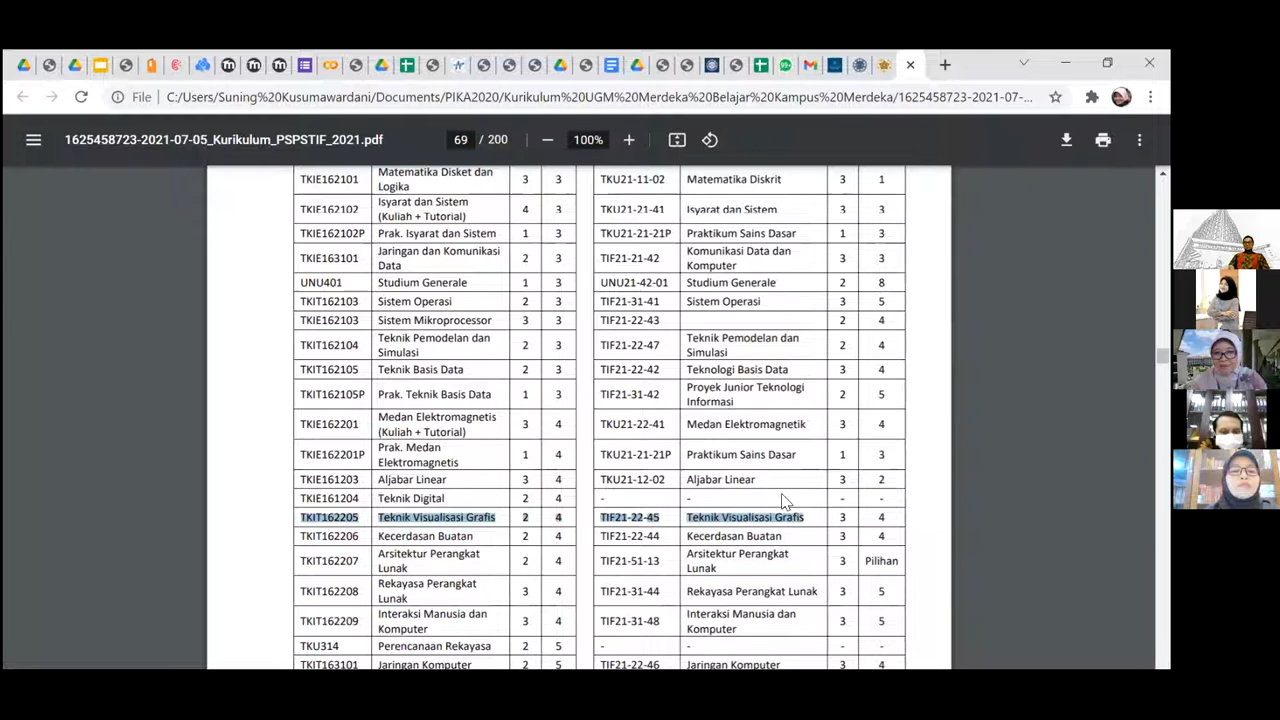 File C:/Users/Suning%20Kusumawardani/Documents/PIKA2020/Kurikulum%20UGM%20Merdeka%20Belajar%20Kampus%20Merdeka/1625458723-2021-07-...
1625458723-2021-07-05_Kurikulum_PSPSTIF_2021.pdf 69 / 200 100%
TKIE162101 Matematika Disket dan Logika 3 3 TKU21-11-02 Matematika Diskrit 3 1
TKIE162102 Isyarat dan Sistem (Kuliah + Tutorial) 4 3 TKU21-21-41 Isyarat dan Sistem 3 3
TKIE162102P Prak. Isyarat dan Sistem 1 3 TKU21-21-21P Praktikum Sains Dasar 1 3
TKIE163101 Jaringan dan Komunikasi Data 2 3 TIF21-21-42 Komunikasi Data dan Komputer 3 3
UNU401 Studium Generale 1 3 UNU21-42-01 Studium Generale 2 8
TKIT162103 Sistem Operasi 2 3 TIF21-31-41 Sistem Operasi 3 5
TKIE162103 Sistem Mikroprocessor 3 3 TIF21-22-43 2 4
TKIT162104 Teknik Pemodelan dan Simulasi 2 3 TIF21-22-47 Teknik Pemodelan dan Simulasi 2 4
TKIT162105 Teknik Basis Data 2 3 TIF21-22-42 Teknologi Basis Data 3 4
TKIT162105P Prak. Teknik Basis Data 1 3 TIF21-31-42 Proyek Junior Teknologi Informasi 2 5
TKIE162201 Medan Elektromagnetis (Kuliah + Tutorial) 3 4 TKU21-22-41 Medan Elektromagnetik 3 4
TKIE162201P Prak. Medan Elektromagnetis 1 4 TKU21-21-21P Praktikum Sains Dasar 1 3
TKIE161203 Aljabar Linear 3 4 TKU21-12-02 Aljabar Linear 3 2
TKIE161204 Teknik Digital 2 4 - - - -
TKIT162205 Teknik Visualisasi Grafis 2 4 TIF21-22-45 Teknik Visualisasi Grafis 3 4
TKIT162206 Kecerdasan Buatan 2 4 TIF21-22-44 Kecerdasan Buatan 3 4
TKIT162207 Arsitektur Perangkat Lunak 2 4 TIF21-51-13 Arsitektur Perangkat Lunak 3 Pilihan
TKIT162208 Rekayasa Perangkat Lunak 3 4 TIF21-31-44 Rekayasa Perangkat Lunak 3 5
TKIT162209 Interaksi Manusia dan Komputer 3 4 TIF21-31-48 Interaksi Manusia dan Komputer 3 5
TKU314 Perencanaan Rekayasa 2 5 - - - -
TKIT163101 Jaringan Komputer 2 5 TIF21-22-46 Jaringan Komputer 3 4